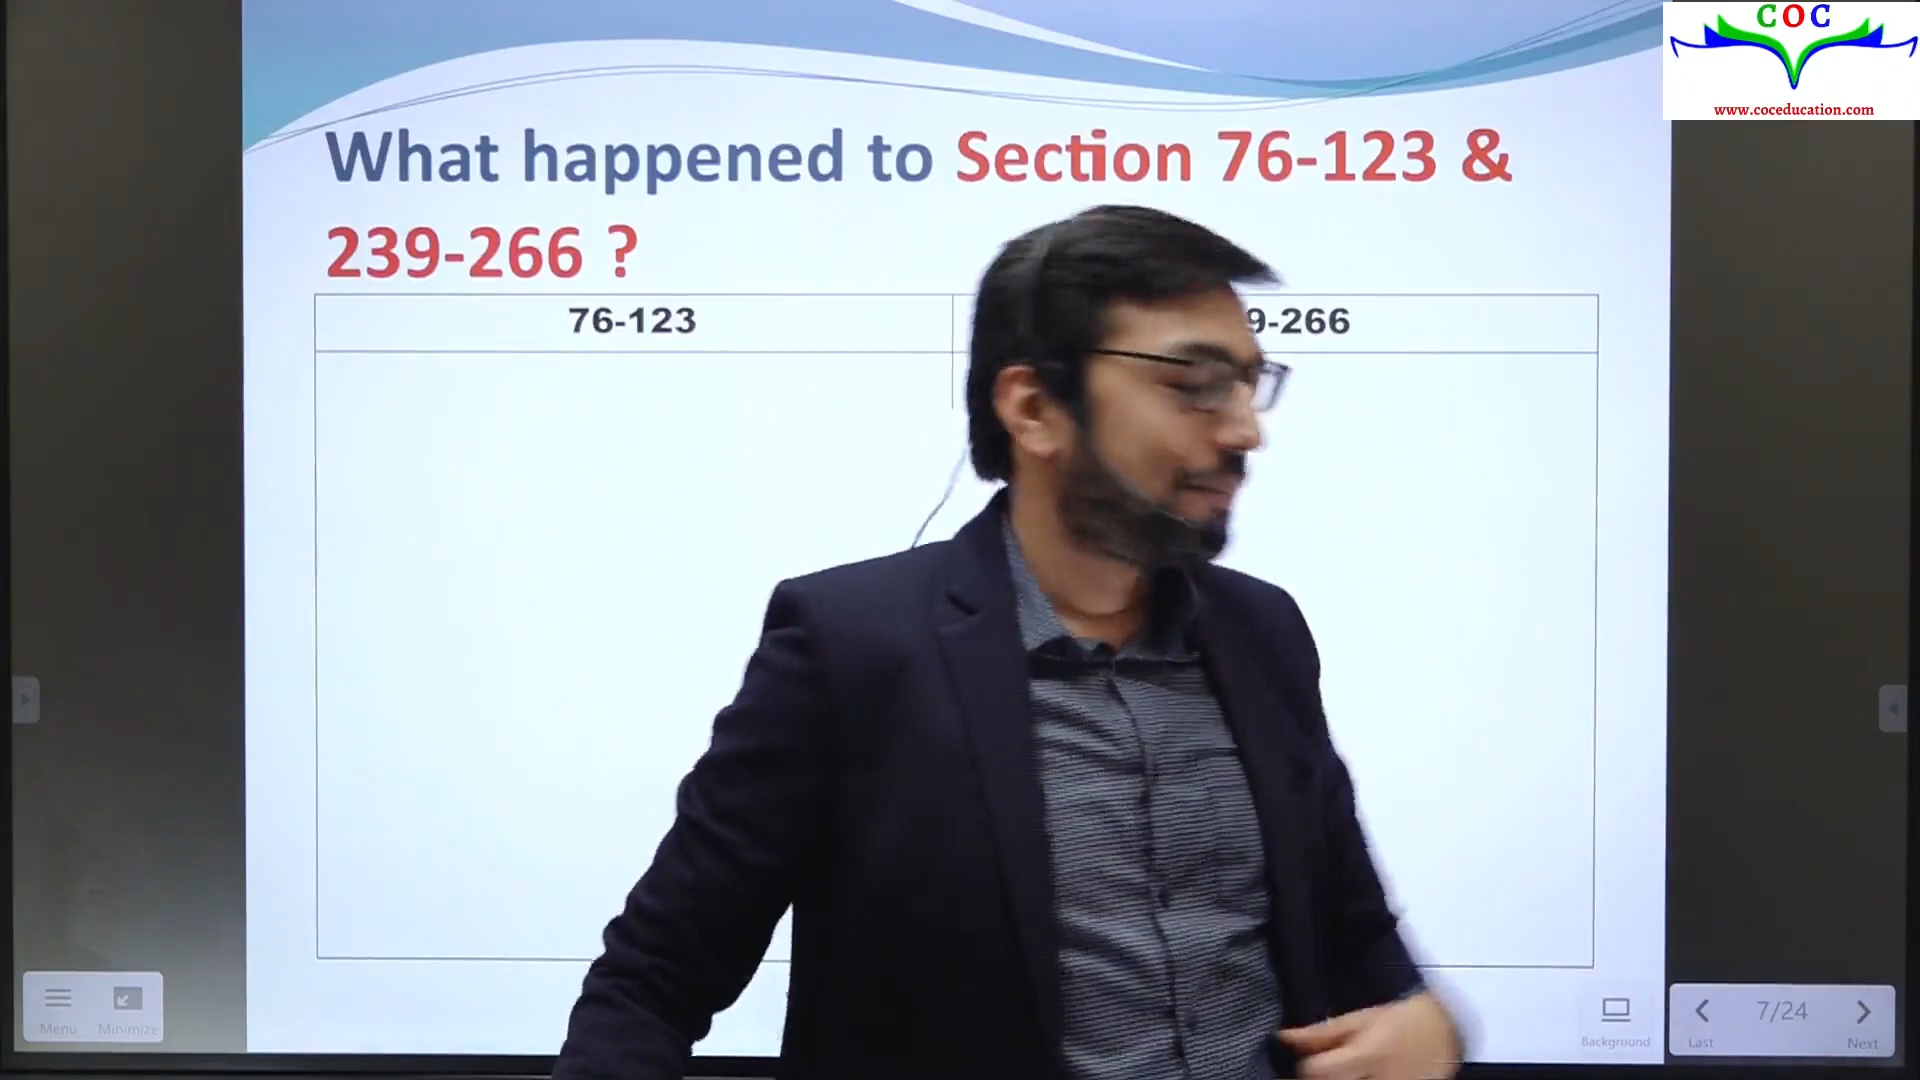 COC
www.coceducation.com
What happened to Section 76-123 &
239-266 ?
76-123
9-266
Menu
Minimize
Background
7/24
Last
Next